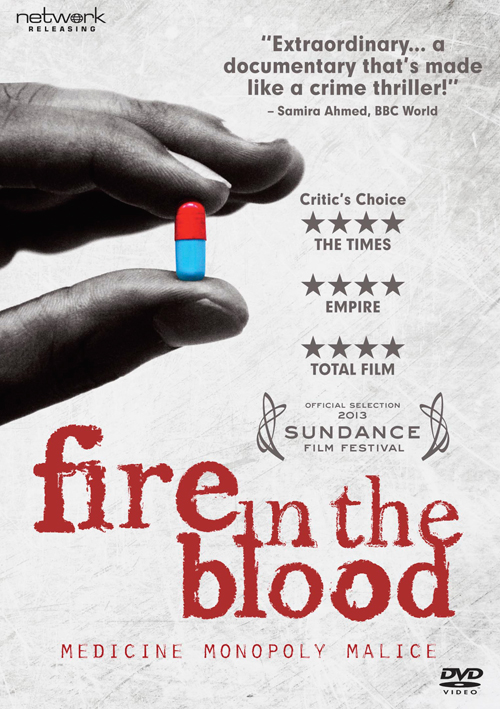 network
RELEASING
“Extraordinary... a
documentary that’s made
like a crime thriller!”
– Samira Ahmed, BBC World
Critic’s Choice
★★★★
THE TIMES
★★★★
EMPIRE
★★★★
TOTAL FILM
OFFICIAL SELECTION
2013
SUNDANCE
FILM FESTIVAL
fire in the
blood
MEDICINE MONOPOLY MALICE
DVD
VIDEO